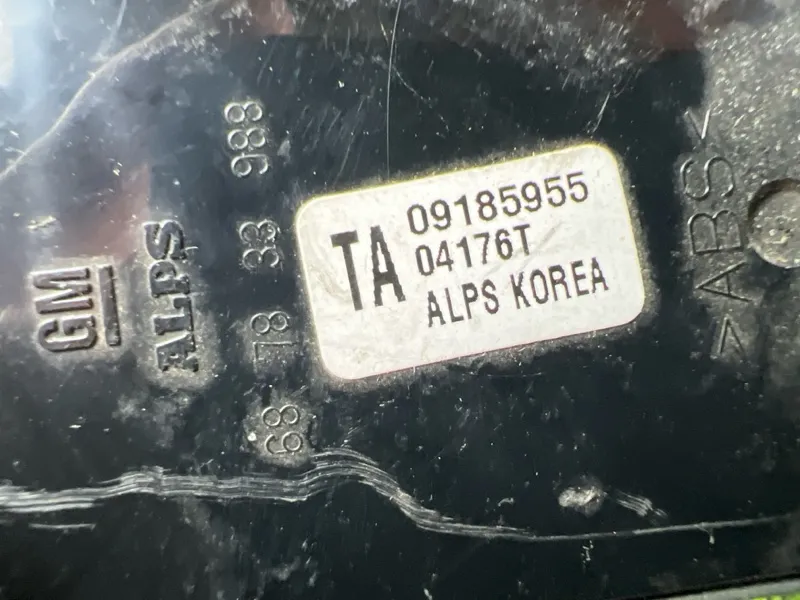 GM
ALPS
68 78 33 988
TA
09185955
04176T
ALPS KOREA
>ABS<